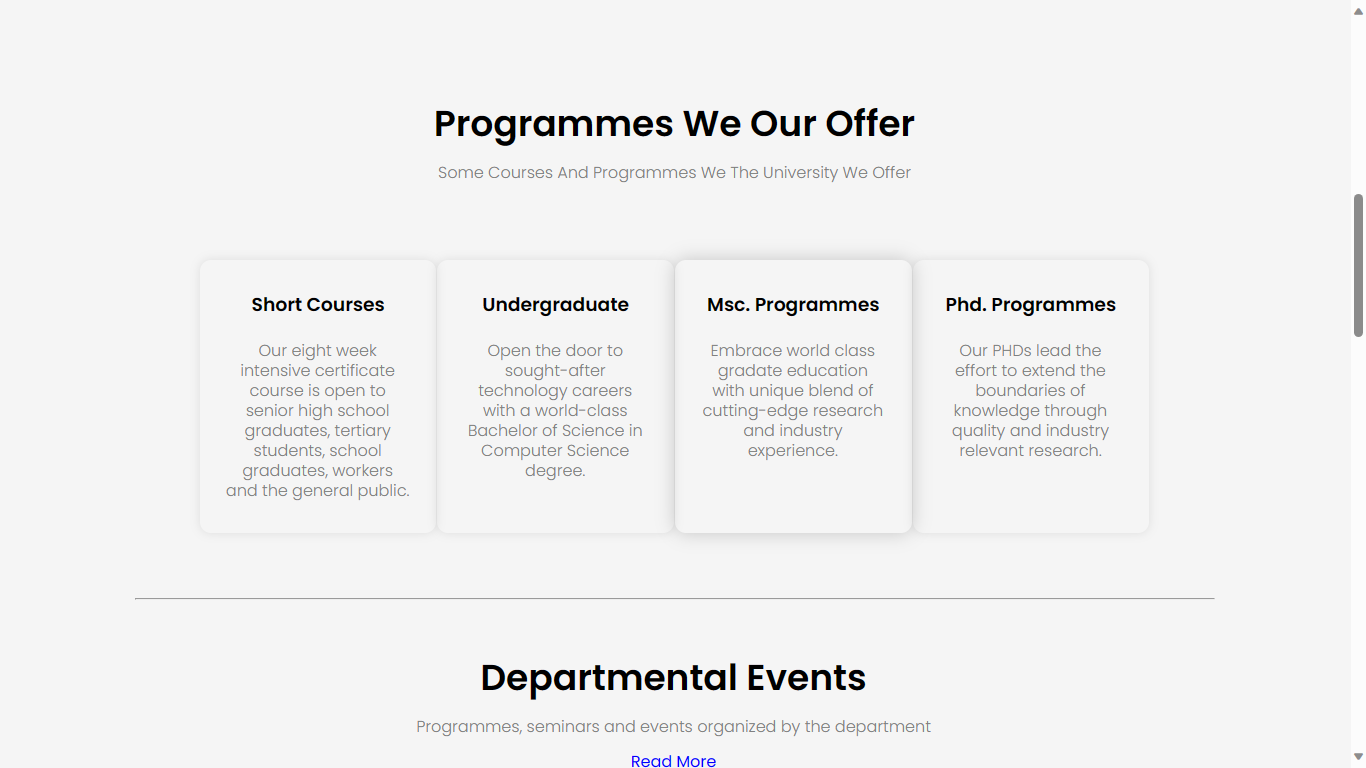 Programmes We Our Offer
Some Courses And Programmes We The University We Offer
Short Courses
Our eight week
intensive certificate
course is open to
senior high school
graduates, tertiary
students, school
graduates, workers
and the general public.
Undergraduate
Open the door to
sought-after
technology careers
with a world-class
Bachelor of Science in
Computer Science
degree.
Msc. Programmes
Embrace world class
gradate education
with unique blend of
cutting-edge research
and industry
experience.
Phd. Programmes
Our PHDs lead the
effort to extend the
boundaries of
knowledge through
quality and industry
relevant research.
Departmental Events
Programmes, seminars and events organized by the department
Read More